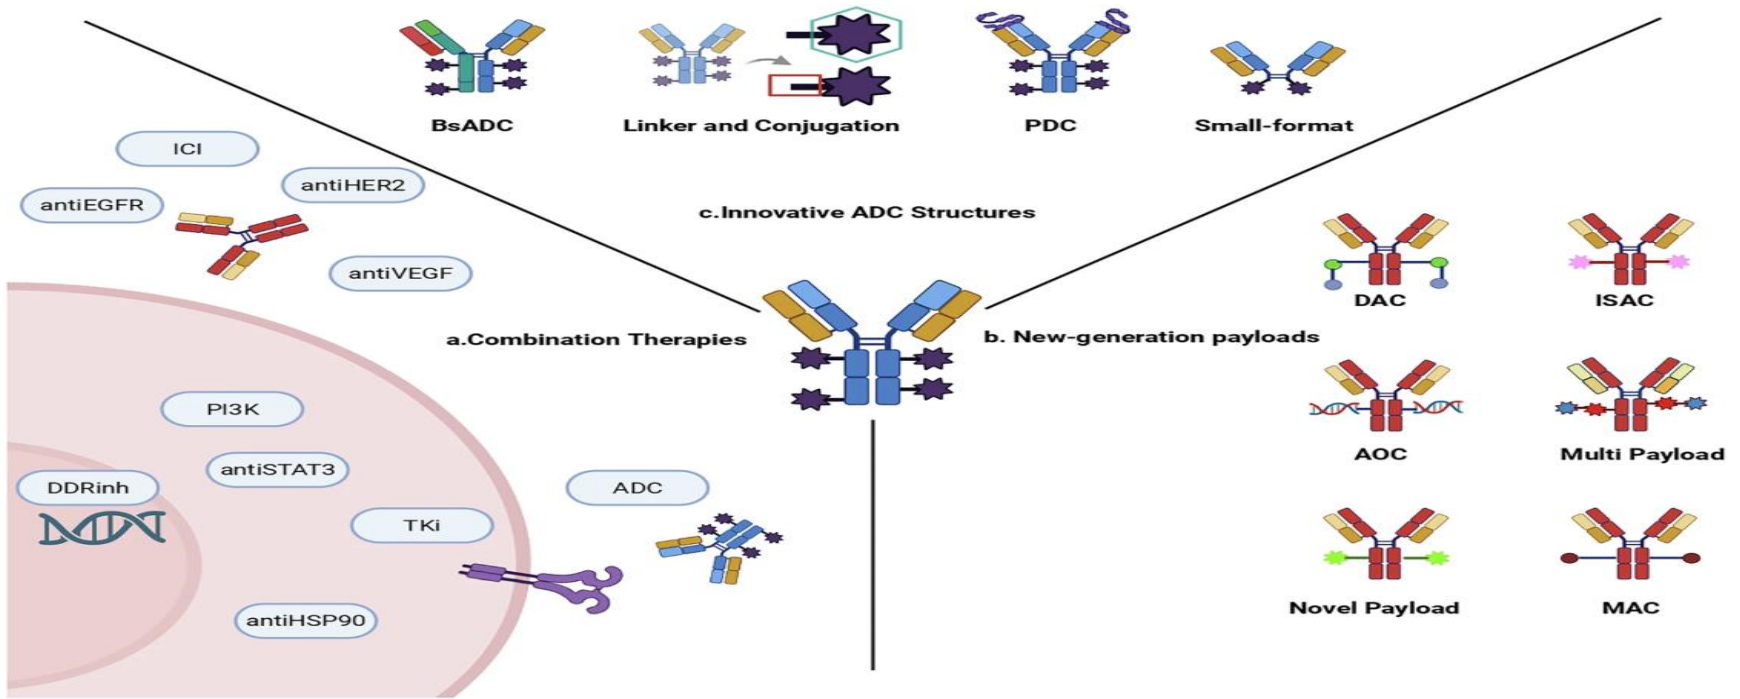 BsADC
Linker and Conjugation
PDC
Small-format
c.Innovative ADC Structures
ICI
antiHER2
antiEGFR
antiVEGF
a.Combination Therapies
PI3K
antiSTAT3
DDRinh
TKi
ADC
antiHSP90
b. New-generation payloads
DAC
ISAC
AOC
Multi Payload
Novel Payload
MAC